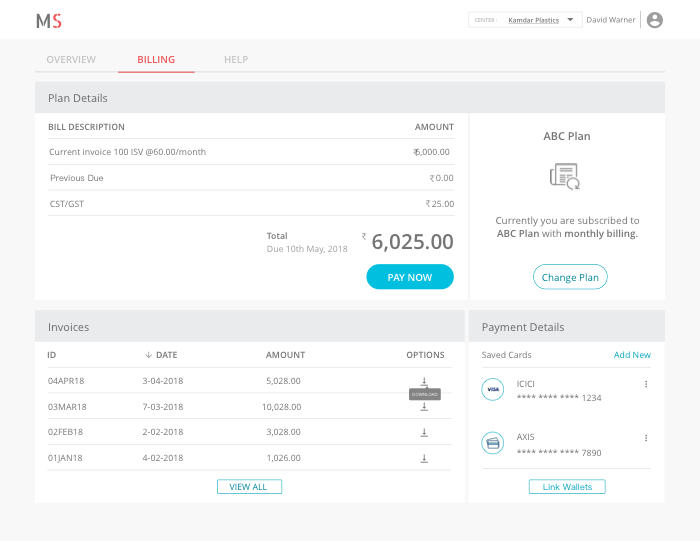 MS
CENTER : Kamdar Plastics David Warner
OVERVIEW BILLING HELP
Plan Details
BILL DESCRIPTION AMOUNT
Current invoice 100 ISV @60.00/month ₹6,000.00
Previous Due ₹0.00
CST/GST ₹25.00
Total ₹ 6,025.00
Due 10th May, 2018
PAY NOW
ABC Plan
Currently you are subscribed to
ABC Plan with monthly billing.
Change Plan
Invoices
ID DATE AMOUNT OPTIONS
04APR18 3-04-2018 5,028.00
DOWNLOAD
03MAR18 7-03-2018 10,028.00
02FEB18 2-02-2018 3,028.00
01JAN18 4-02-2018 1,026.00
VIEW ALL
Payment Details
Saved Cards Add New
VISA ICICI
**** **** **** 1234
AXIS
**** **** **** 7890
Link Wallets